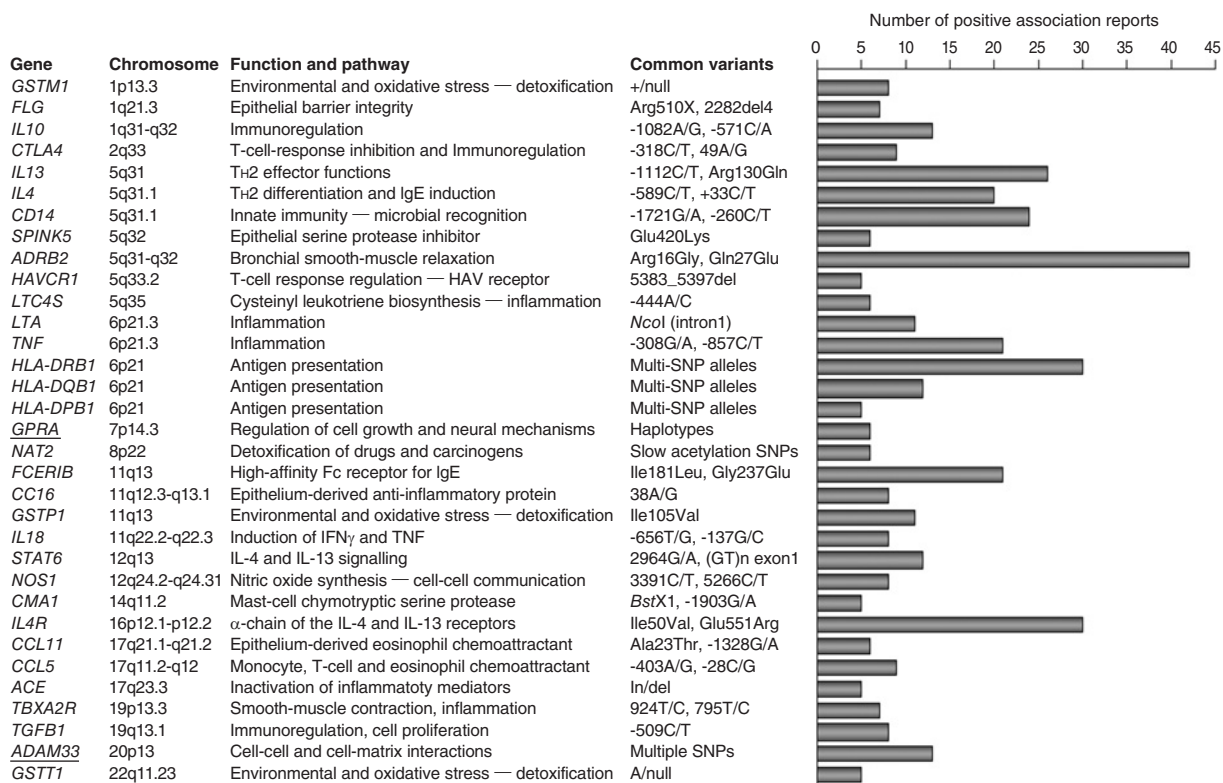 Number of positive association reports
0 5 10 20 30 35 40 45
Gene Chromosome Function and pathway Common variants
GSTM1 1p13.3 Environmental and oxidative stress — detoxification +/null
FLG 1q21.3 Epithelial barrier integrity Arg510X, 2282del4
IL10 1q31-q32 Immunoregulation -1082A/G, -571C/A
CTLA4 2q33 T-cell-response inhibition and Immunoregulation -318C/T, 49A/G
IL13 5q31 TH2 effector functions -1112C/T, Arg130Gln
IL4 5q31.1 TH2 differentiation and IgE induction -589C/T, +33C/T
CD14 5q31.1 Innate immunity — microbial recognition -1721G/A, -260C/T
SPINK5 5q32 Epithelial serine protease inhibitor Glu420Lys
ADRB2 5q31-q32 Bronchial smooth-muscle relaxation Arg16Gly, Gln27Glu
HAVCR1 5q33.2 T-cell response regulation — HAV receptor 5383_5397del
LTC4S 5q35 Cysteinyl leukotriene biosynthesis — inflammation -444A/C
LTA 6p21.3 Inflammation NcoI (intron1)
TNF 6p21.3 Inflammation -308G/A, -857C/T
HLA-DRB1 6p21 Antigen presentation Multi-SNP alleles
HLA-DQB1 6p21 Antigen presentation Multi-SNP alleles
HLA-DPB1 6p21 Antigen presentation Multi-SNP alleles
GPRA 7p14.3 Regulation of cell growth and neural mechanisms Haplotypes
NAT2 8p22 Detoxification of drugs and carcinogens Slow acetylation SNPs
FCERIB 11q13 High-affinity Fc receptor for IgE Ile181Leu, Gly237Glu
CC16 11q12.3-q13.1 Epithelium-derived anti-inflammatory protein 38A/G
GSTP1 11q13 Environmental and oxidative stress — detoxification Ile105Val
IL18 11q22.2-q22.3 Induction of IFNγ and TNF -656T/G, -137G/C
STAT6 12q13 IL-4 and IL-13 signalling 2964G/A, (GT)n exon1
NOS1 12q24.2-q24.31 Nitric oxide synthesis — cell-cell communication 3391C/T, 5266C/T
CMA1 14q11.2 Mast-cell chymotryptic serine protease BstX1, -1903G/A
IL4R 16p12.1-p12.2 α-chain of the IL-4 and IL-13 receptors Ile50Val, Glu551Arg
CCL11 17q21.1-q21.2 Epithelium-derived eosinophil chemoattractant Ala23Thr, -1328G/A
CCL5 17q11.2-q12 Monocyte, T-cell and eosinophil chemoattractant -403A/G, -28C/G
ACE 17q23.3 Inactivation of inflammatoty mediators In/del
TBXA2R 19p13.3 Smooth-muscle contraction, inflammation 924T/C, 795T/C
TGFB1 19q13.1 Immunoregulation, cell proliferation -509C/T
ADAM33 20p13 Cell-cell and cell-matrix interactions Multiple SNPs
GSTT1 22q11.23 Environmental and oxidative stress — detoxification A/null